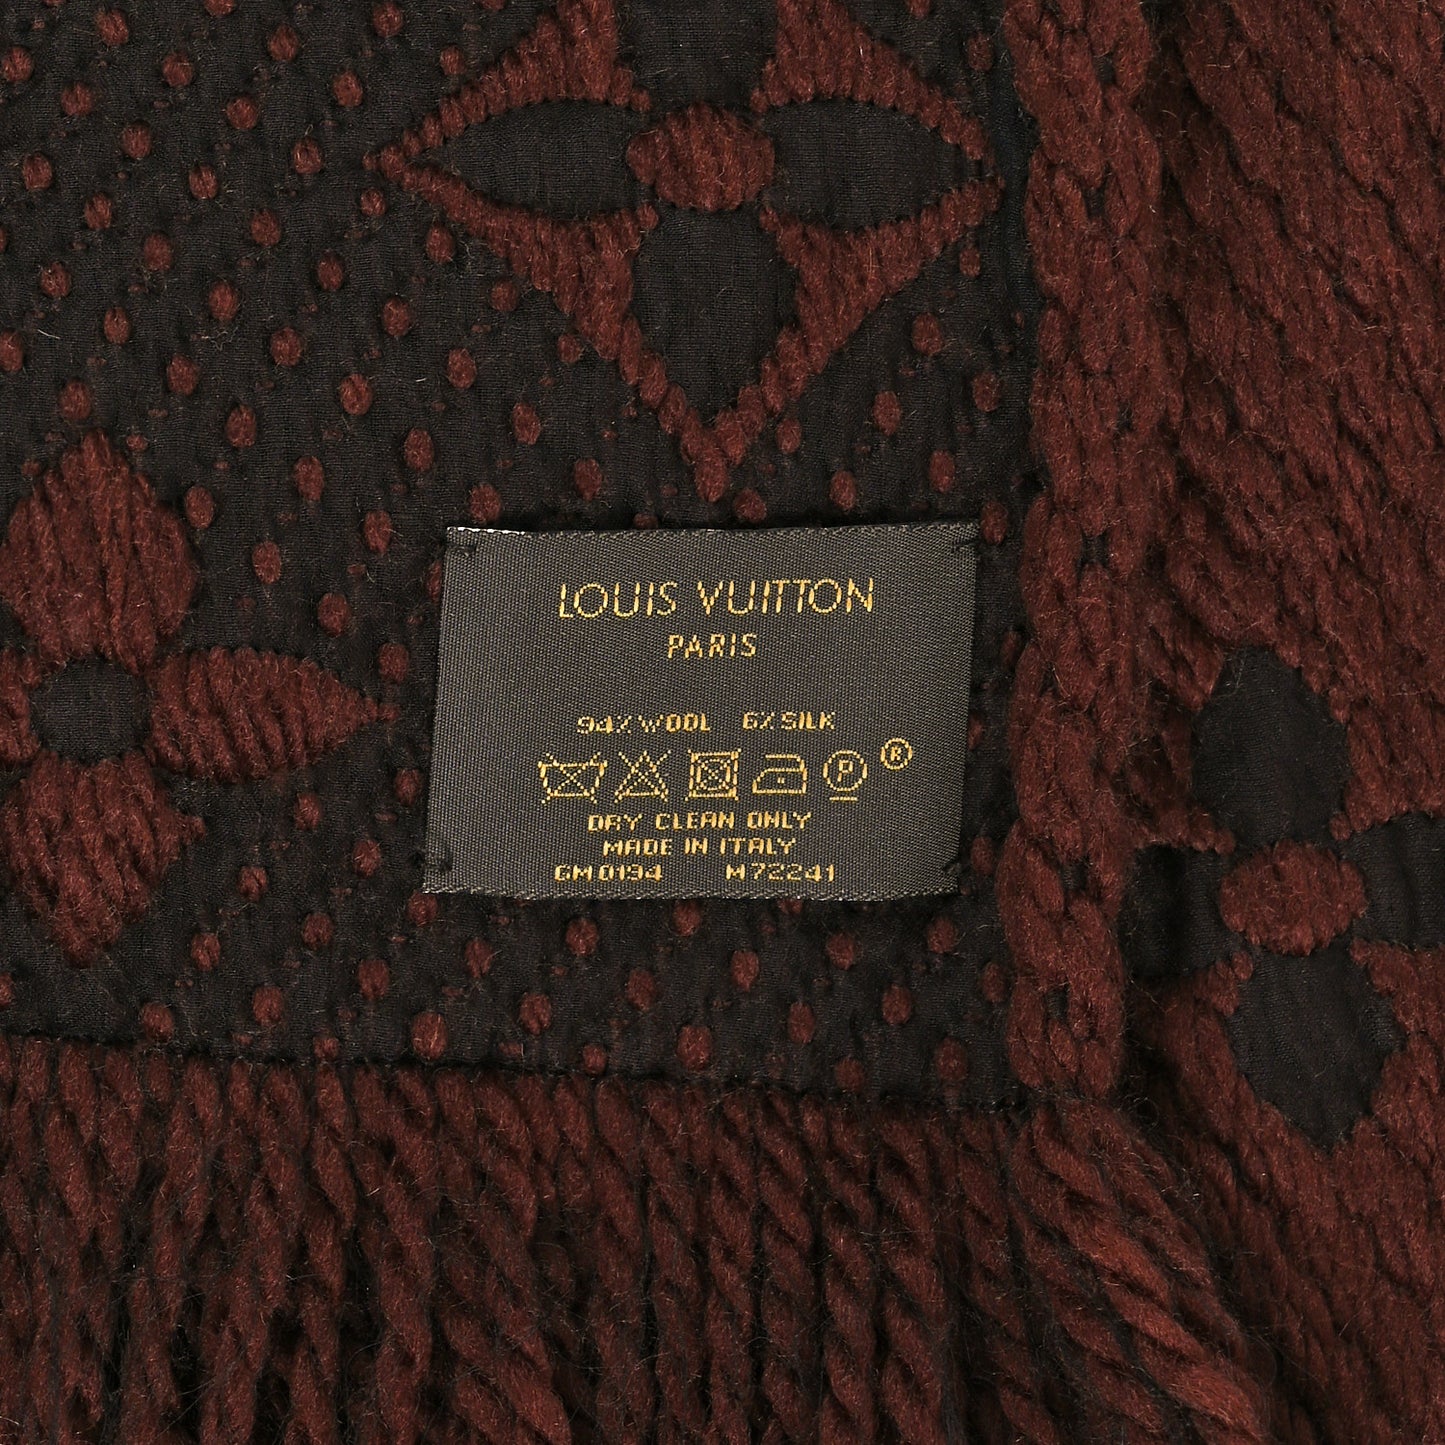 LOUIS VUITTON
PARIS
94% WOOL 6% SILK
P ®
DRY CLEAN ONLY
MADE IN ITALY
GM0194 M72241